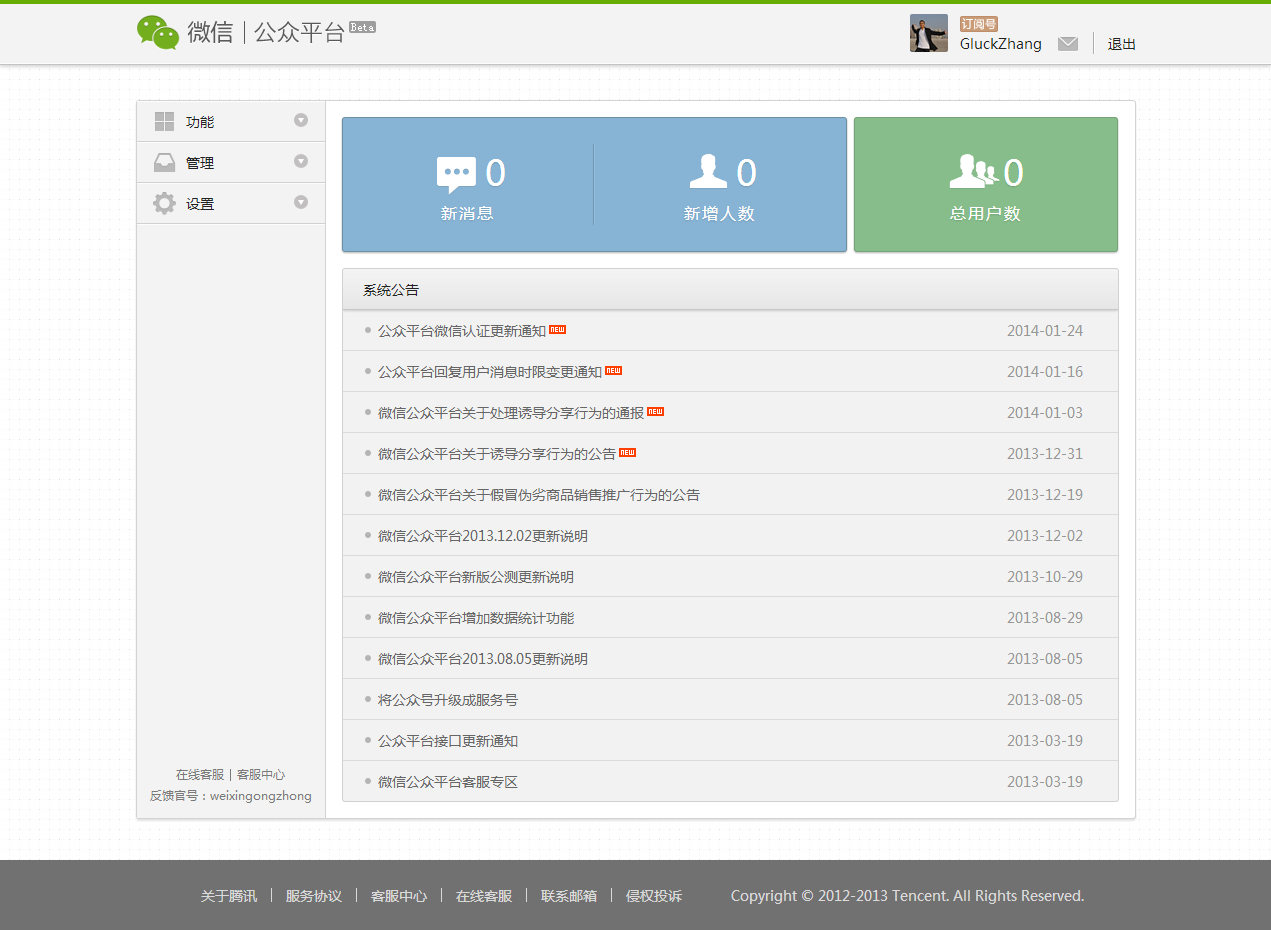 微信 | 公众平台 Beta
订阅号
GluckZhang
退出
功能
管理
设置
0
新消息
0
新增人数
0
总用户数
系统公告
公众平台微信认证更新通知 NEW 2014-01-24
公众平台回复用户消息时限变更通知 NEW 2014-01-16
微信公众平台关于处理诱导分享行为的通报 NEW 2014-01-03
微信公众平台关于诱导分享行为的公告 NEW 2013-12-31
微信公众平台关于假冒伪劣商品销售推广行为的公告 2013-12-19
微信公众平台2013.12.02更新说明 2013-12-02
微信公众平台新版公测更新说明 2013-10-29
微信公众平台增加数据统计功能 2013-08-29
微信公众平台2013.08.05更新说明 2013-08-05
将公众号升级成服务号 2013-08-05
公众平台接口更新通知 2013-03-19
微信公众平台客服专区 2013-03-19
在线客服 | 客服中心
反馈官号：weixingongzhong
关于腾讯 | 服务协议 | 客服中心 | 在线客服 | 联系邮箱 | 侵权投诉 Copyright © 2012-2013 Tencent. All Rights Reserved.